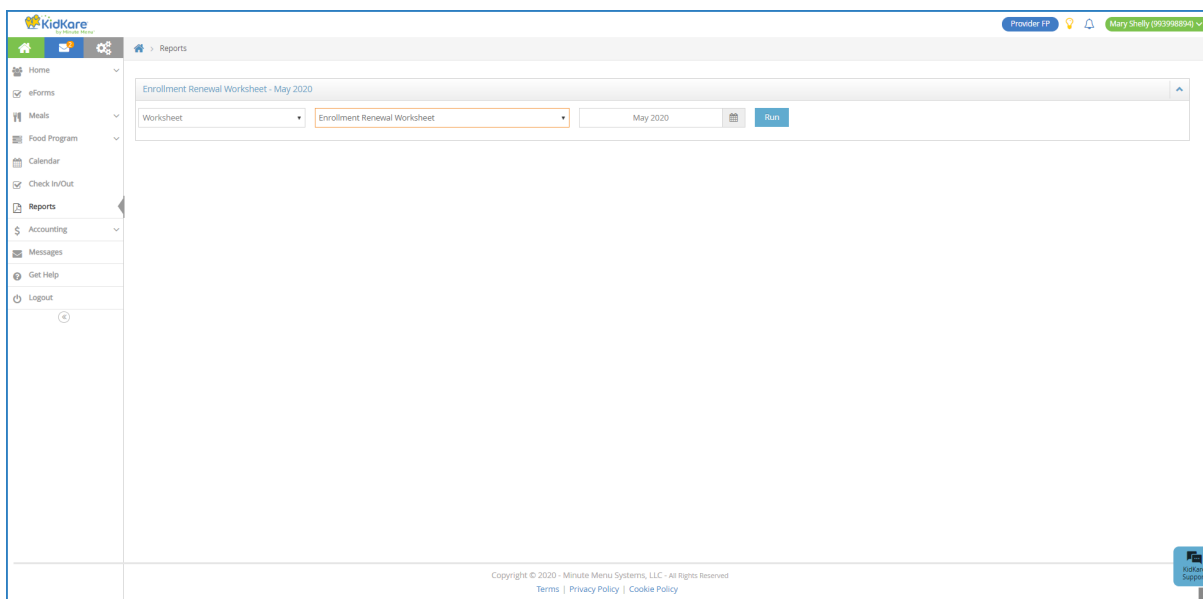 KidKare
by Minute Menu
Provider FP
Mary Shelly (993998894)
Reports
Home
eForms
Meals
Food Program
Calendar
Check In/Out
Reports
Accounting
Messages
Get Help
Logout
Enrollment Renewal Worksheet - May 2020
Worksheet
Enrollment Renewal Worksheet
May 2020
Run
Copyright © 2020 - Minute Menu Systems, LLC - All Rights Reserved
Terms | Privacy Policy | Cookie Policy
KidKar
Suppor